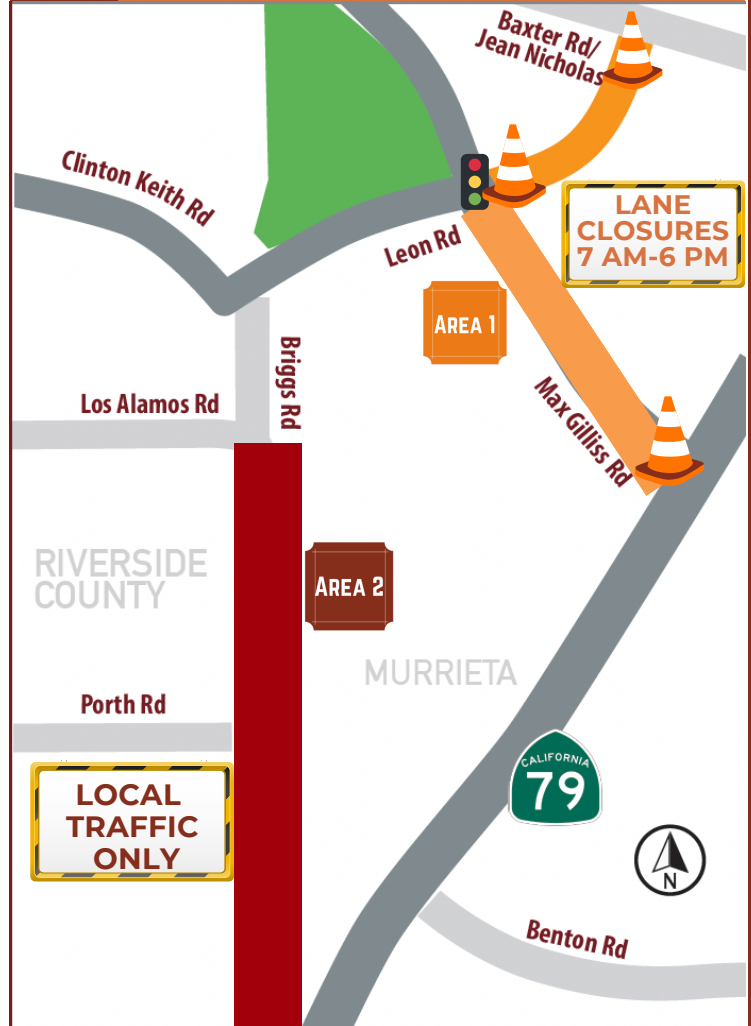 Baxter Rd/
Jean Nicholas
Clinton Keith Rd
LANE
CLOSURES
7 AM-6 PM
Leon Rd
AREA 1
Briggs Rd
Los Alamos Rd
Max Gilliss Rd
RIVERSIDE
COUNTY
AREA 2
MURRIETA
Porth Rd
CALIFORNIA
79
LOCAL
TRAFFIC
ONLY
N
Benton Rd